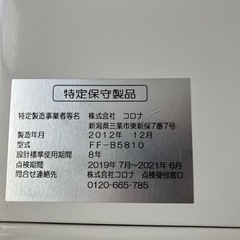 特定保守製品
特定製造事業者等名 株式会社 コロナ
新潟県三条市東新保7番7号
製造年月 2012年 12月
型式 FF-B5810
設計標準使用期間 8年
点検期間 2019年 7月~2021年 6月
問合せ連絡先 株式会社コロナ 点検受付窓口
0120-665-785